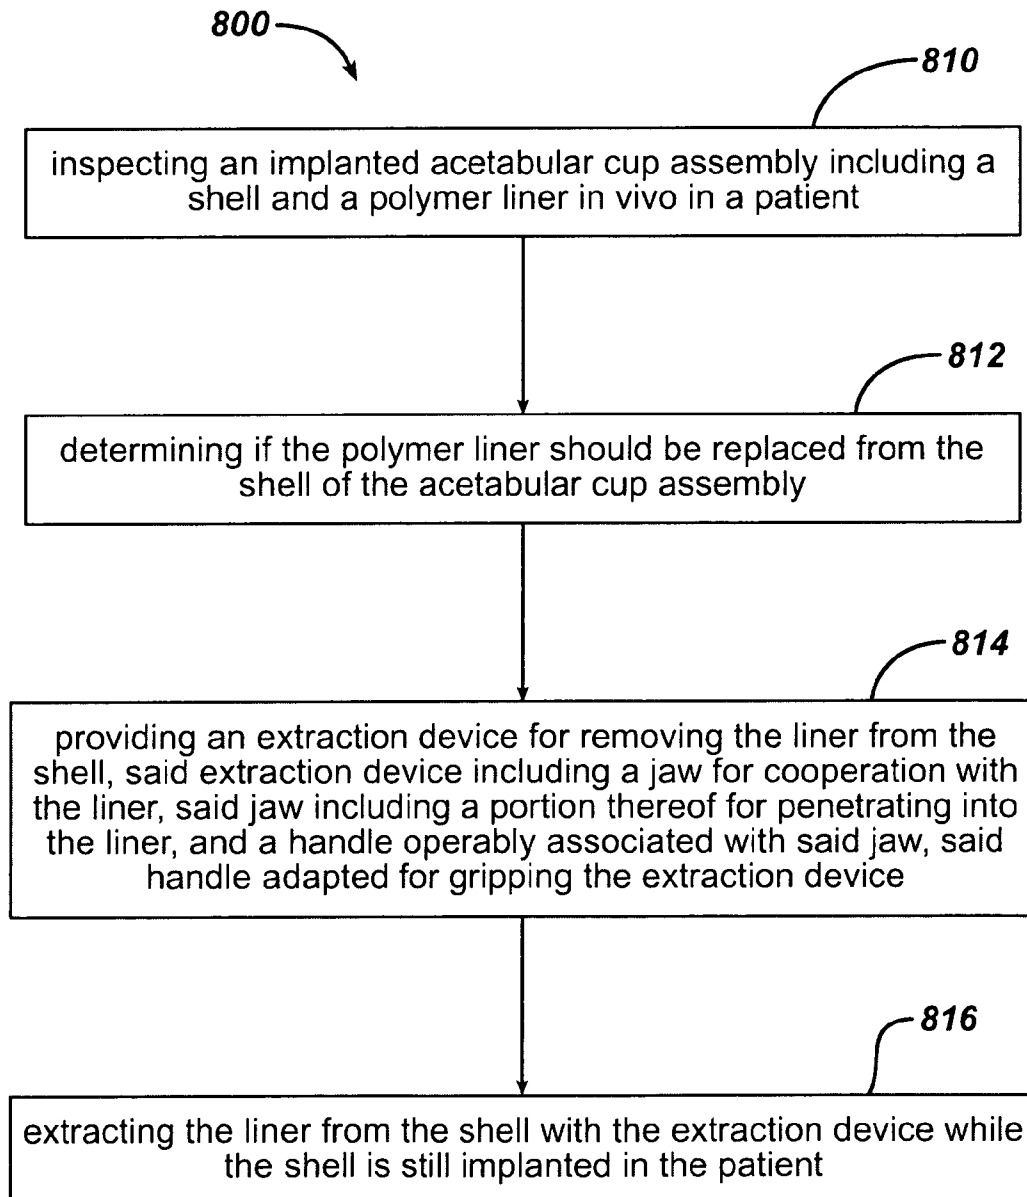 800
810
inspecting an implanted acetabular cup assembly including a
shell and a polymer liner in vivo in a patient
812
determining if the polymer liner should be replaced from the
shell of the acetabular cup assembly
814
providing an extraction device for removing the liner from the
shell, said extraction device including a jaw for cooperation with
the liner, said jaw including a portion thereof for penetrating into
the liner, and a handle operably associated with said jaw, said
handle adapted for gripping the extraction device
816
extracting the liner from the shell with the extraction device while
the shell is still implanted in the patient